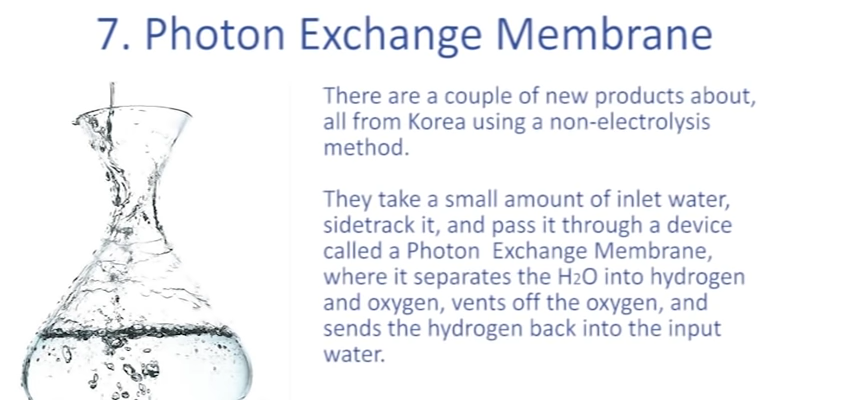 7. Photon Exchange Membrane
There are a couple of new products about,
all from Korea using a non-electrolysis
method.
They take a small amount of inlet water,
sidetrack it, and pass it through a device
called a Photon  Exchange Membrane,
where it separates the H₂O into hydrogen
and oxygen, vents off the oxygen, and
sends the hydrogen back into the input
water.